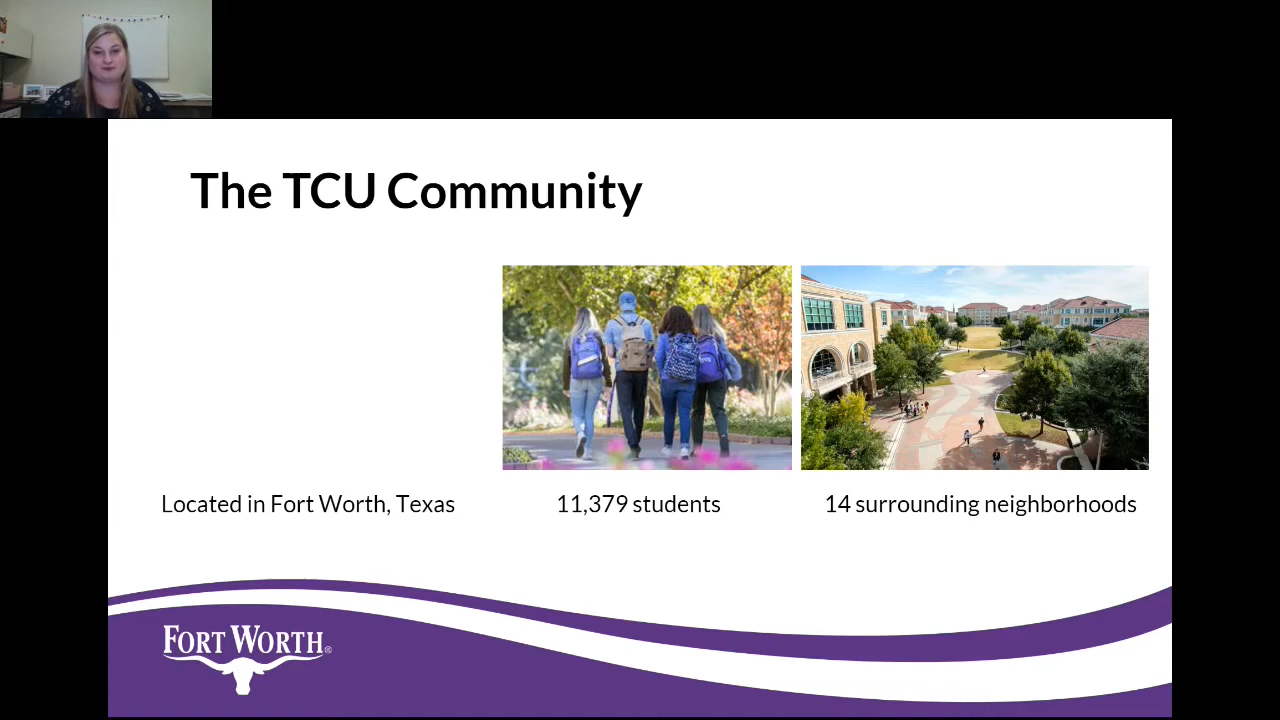 The TCU Community
Located in Fort Worth, Texas
11,379 students
14 surrounding neighborhoods
FORT WORTH®